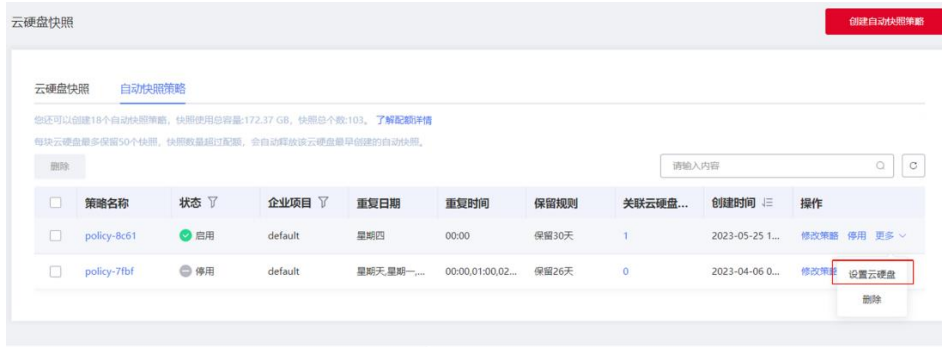 云硬盘快照
创建自动快照策略
云硬盘快照 自动快照策略
您还可以创建18个自动快照策略，快照使用总容量:172.37 GB，快照总个数:103。 了解配额详情
每块云硬盘最多保留50个快照，快照数量超过配额，会自动释放该云硬盘最早创建的自动快照。
删除 请输入内容
策略名称 状态 企业项目 重复日期 重复时间 保留规则 关联云硬盘... 创建时间 操作
policy-8c61 启用 default 星期四 00:00 保留30天 1 2023-05-25 1... 修改策略 停用 更多
policy-7fbf 停用 default 星期天,星期一,... 00:00,01:00,02... 保留26天 0 2023-04-06 0... 修改策略
设置云硬盘
删除